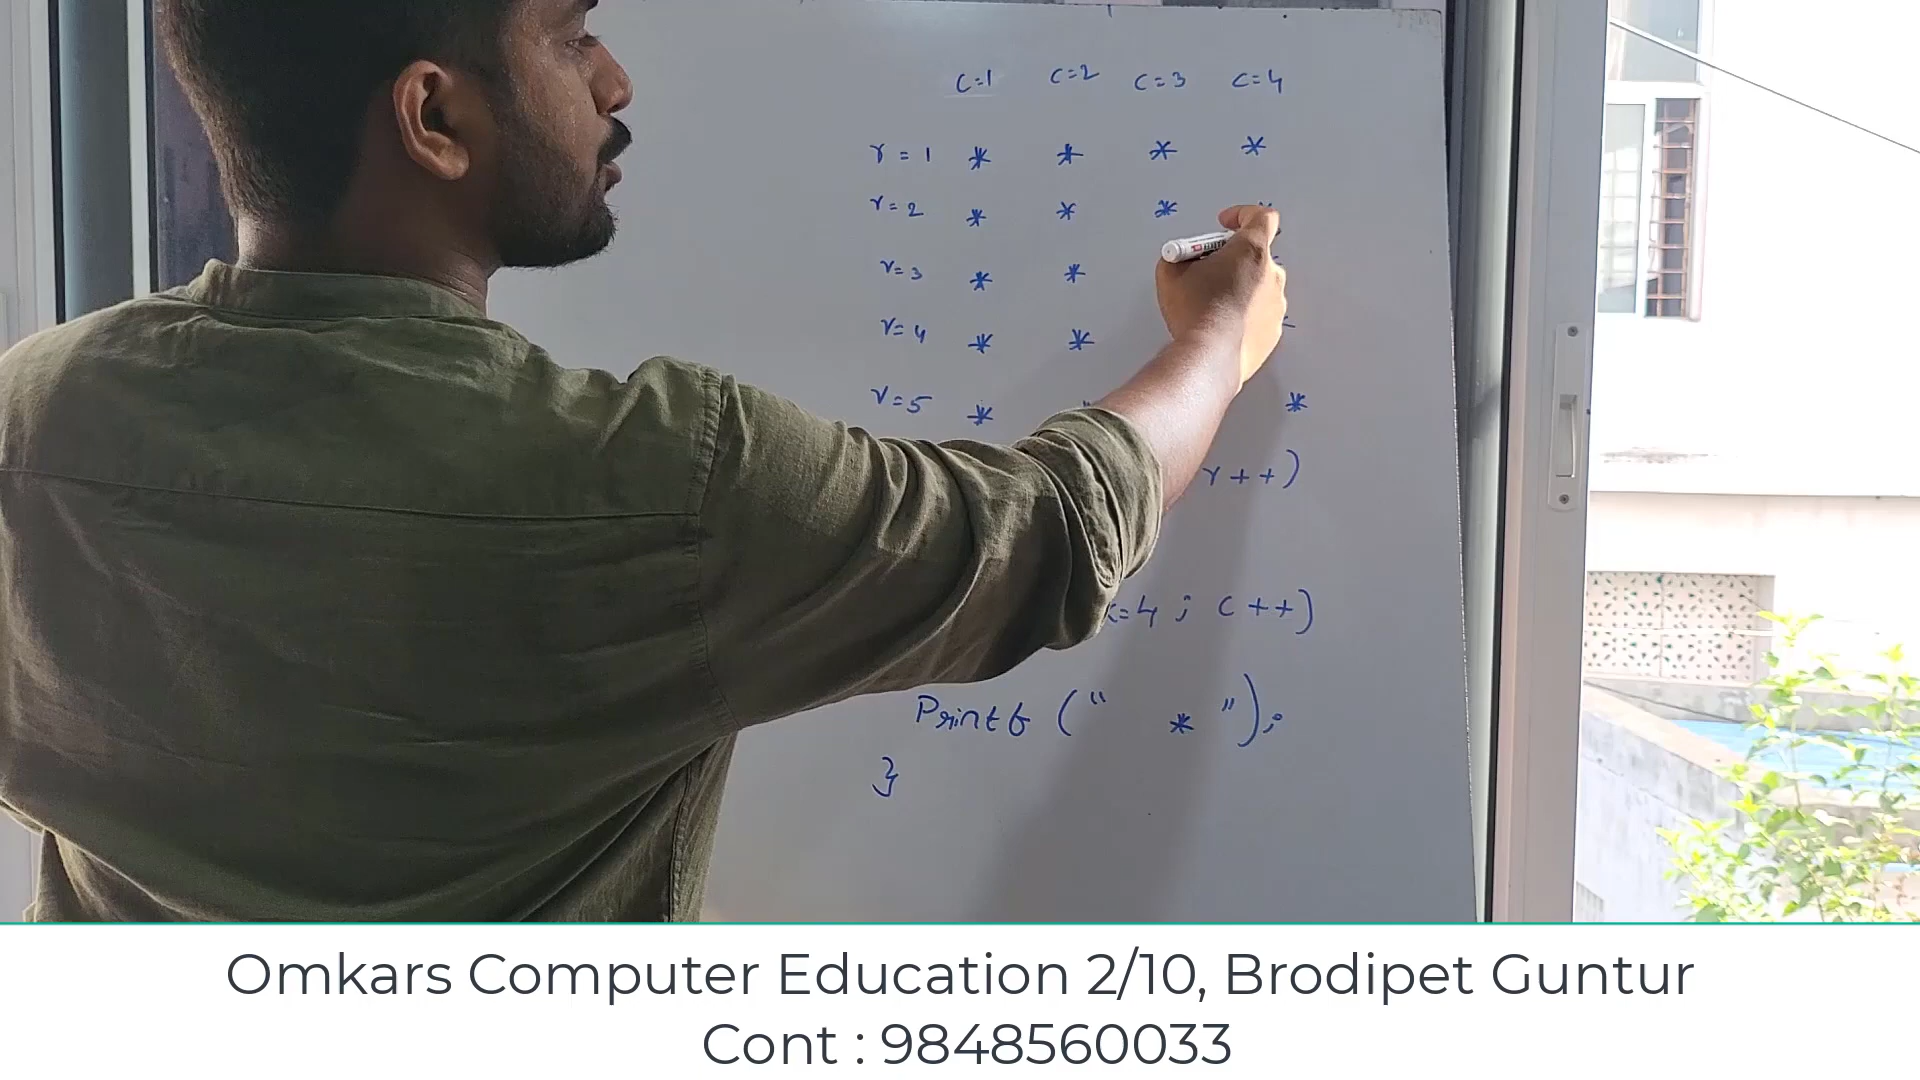 c=1 c=2 c=3 c=4
r=1 * * * *
r=2 * * *
r=3 * *
r=4 * *
r=5 * *
r++)
=4; c++)
Printf (" * ");
}
Omkars Computer Education 2/10, Brodipet Guntur
Cont : 9848560033